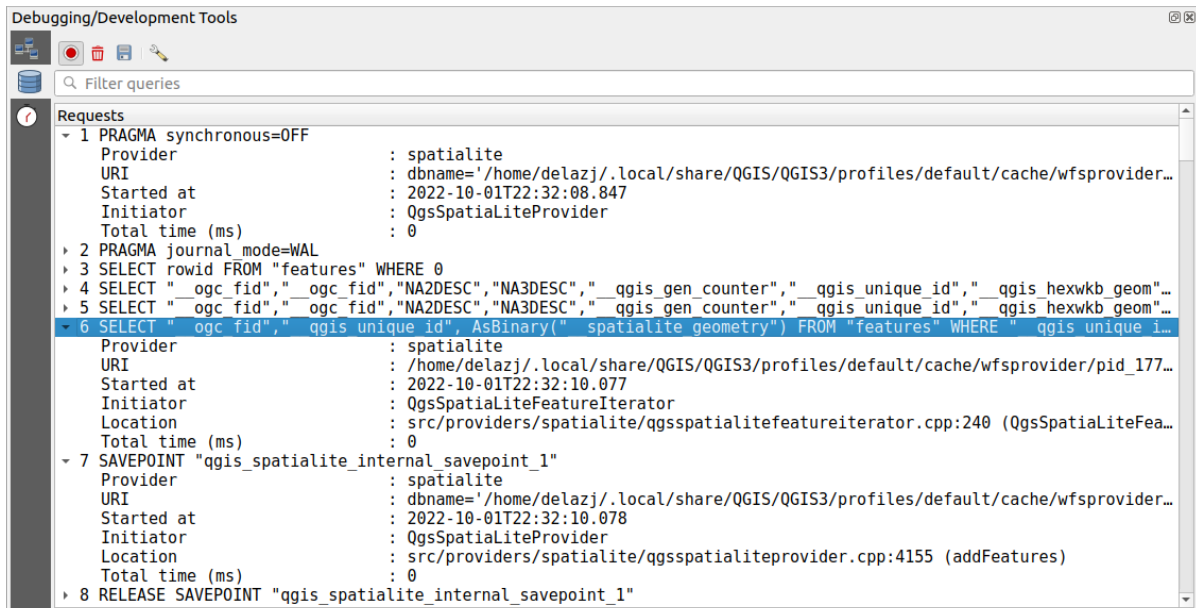 Debugging/Development Tools
Filter queries
Requests
1 PRAGMA synchronous=OFF
Provider : spatialite
URI : dbname='/home/delazj/.local/share/QGIS/QGIS3/profiles/default/cache/wfsprovider…
Started at : 2022-10-01T22:32:08.847
Initiator : QgsSpatiaLiteProvider
Total time (ms) : 0
2 PRAGMA journal_mode=WAL
3 SELECT rowid FROM "features" WHERE 0
4 SELECT "__ogc_fid","__ogc_fid","NA2DESC","NA3DESC","__qgis_gen_counter","__qgis_unique_id","__qgis_hexwkb_geom"…
5 SELECT "__ogc_fid","__ogc_fid","NA2DESC","NA3DESC","__qgis_gen_counter","__qgis_unique_id","__qgis_hexwkb_geom"…
6 SELECT "__ogc_fid","__qgis_unique_id", AsBinary("__spatialite_geometry") FROM "features" WHERE "__qgis_unique_i…
Provider : spatialite
URI : /home/delazj/.local/share/QGIS/QGIS3/profiles/default/cache/wfsprovider/pid_177…
Started at : 2022-10-01T22:32:10.077
Initiator : QgsSpatiaLiteFeatureIterator
Location : src/providers/spatialite/qgsspatialitefeatureiterator.cpp:240 (QgsSpatiaLiteFea…
Total time (ms) : 0
7 SAVEPOINT "qgis_spatialite_internal_savepoint_1"
Provider : spatialite
URI : dbname='/home/delazj/.local/share/QGIS/QGIS3/profiles/default/cache/wfsprovider…
Started at : 2022-10-01T22:32:10.078
Initiator : QgsSpatiaLiteProvider
Location : src/providers/spatialite/qgsspatialiteprovider.cpp:4155 (addFeatures)
Total time (ms) : 0
8 RELEASE SAVEPOINT "qgis_spatialite_internal_savepoint_1"